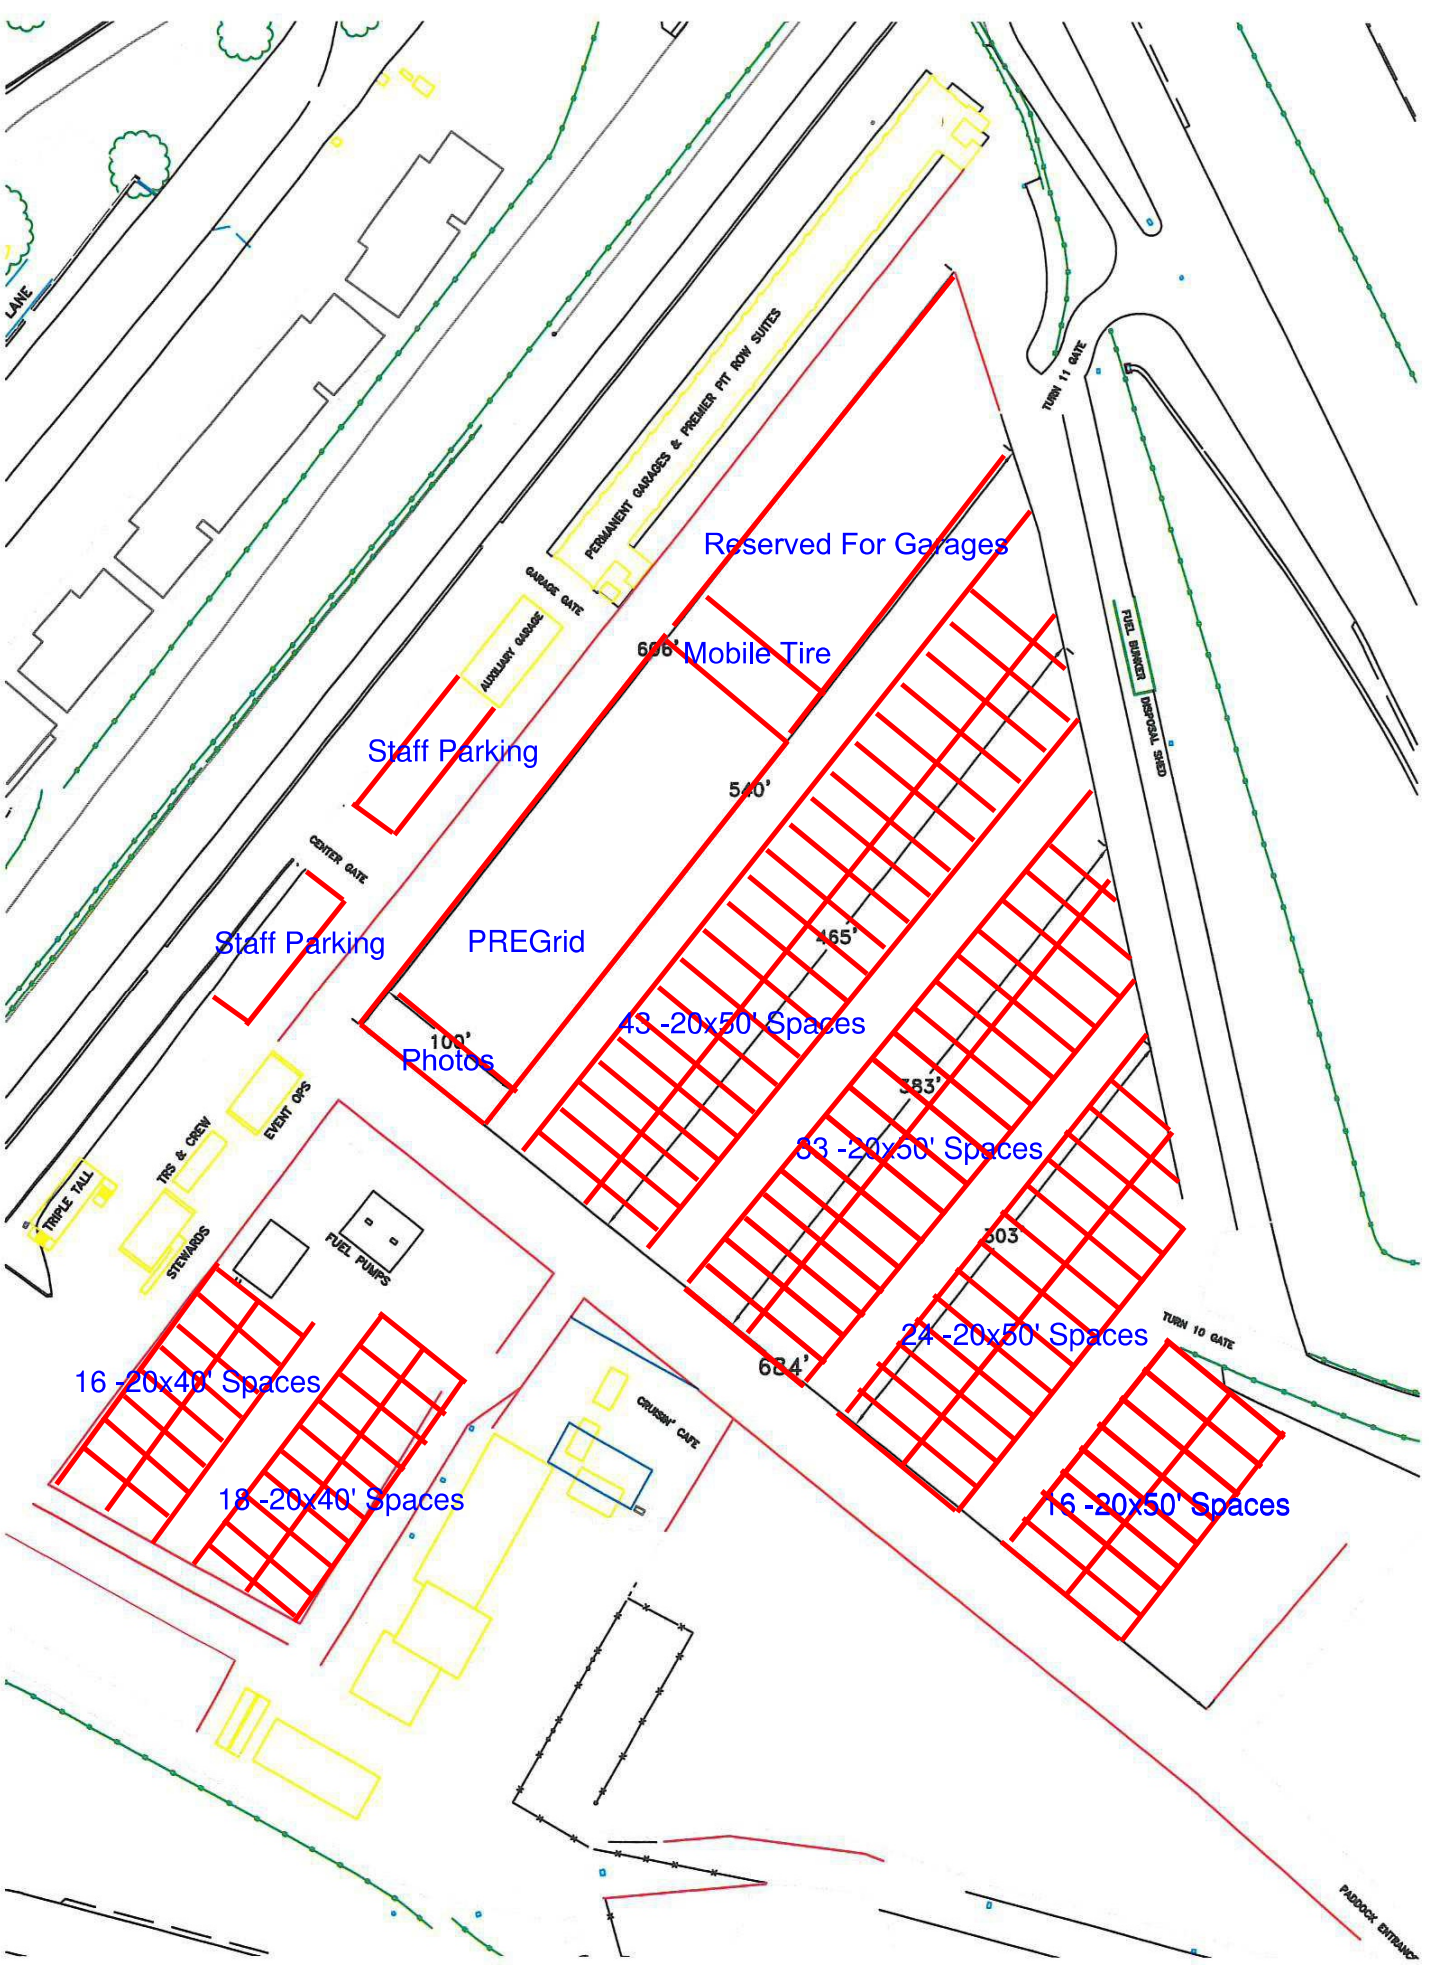 LANE
PERMANENT GARAGES & PREMIER PIT ROW SUITES
TURN 11 GATE
Reserved For Garages
GARAGE GATE
AUXILIARY GARAGE
FUEL BUNKER
DISPOSAL SHED
606'
Mobile Tire
Staff Parking
540'
CENTER GATE
Staff Parking
PREGrid
465'
43 -20x50' Spaces
100'
Photos
383'
EVENT OPS
TRS & CREW
33 -20x50' Spaces
TRIPLE TALL
STEWARDS
FUEL PUMPS
303
TURN 10 GATE
24 -20x50' Spaces
684'
16 -20x40' Spaces
CRUISIN' CAFE
18 -20x40' Spaces
16 -20x50' Spaces
PADDOCK ENTRANCE